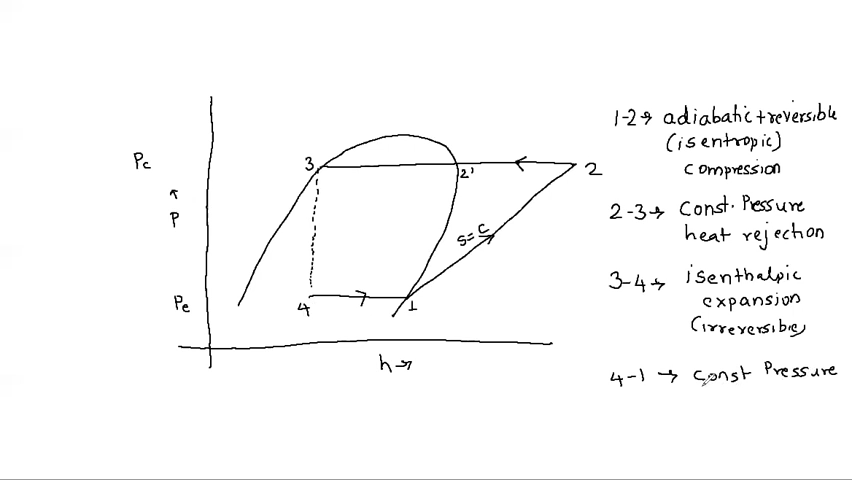 Pc
↑
P
Pe
3
2'
2
s=c
4
1
h→
1-2→ adiabatic+reversible
(isentropic)
compression
2-3→ Const. Pressure
heat rejection
3-4→ isenthalpic
expansion
(irreversible)
4-1 → const Pressure